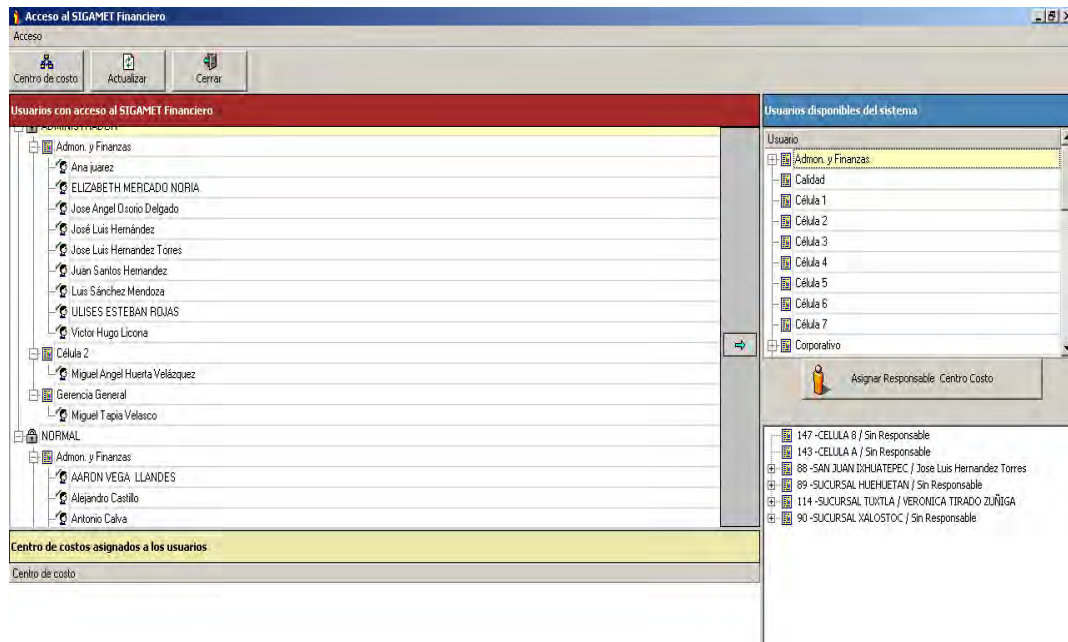 Acceso al SIGAMET Financiero
Acceso
Centro de costo
Actualizar
Cerrar
Usuarios con acceso al SIGAMET Financiero
ADMINISTRADOR
Admon. y Finanzas
Ana juarez
ELIZABETH MERCADO NORIA
Jose Angel Osorio Delgado
José Luis Hernández
Jose Luis Hernandez Torres
Juan Santos Hernandez
Luis Sánchez Mendoza
ULISES ESTEBAN ROJAS
Victor Hugo Licona
Célula 2
Miguel Angel Huerta Velázquez
Gerencia General
Miguel Tapia Velasco
NORMAL
Admon. y Finanzas
AARON VEGA LLANDES
Alejandro Castillo
Antonio Calva
Centro de costos asignados a los usuarios
Centro de costo
Usuarios disponibles del sistema
Usuario
Admon. y Finanzas
Calidad
Célula 1
Célula 2
Célula 3
Célula 4
Célula 5
Célula 6
Célula 7
Corporativo
Asignar Responsable Centro Costo
147 -CELULA 8 / Sin Responsable
143 -CELULA A / Sin Responsable
88 -SAN JUAN IXHUATEPEC / Jose Luis Hernandez Torres
89 -SUCURSAL HUEHUETAN / Sin Responsable
114 -SUCURSAL TUXTLA / VERONICA TIRADO ZUÑIGA
90 -SUCURSAL XALOSTOC / Sin Responsable